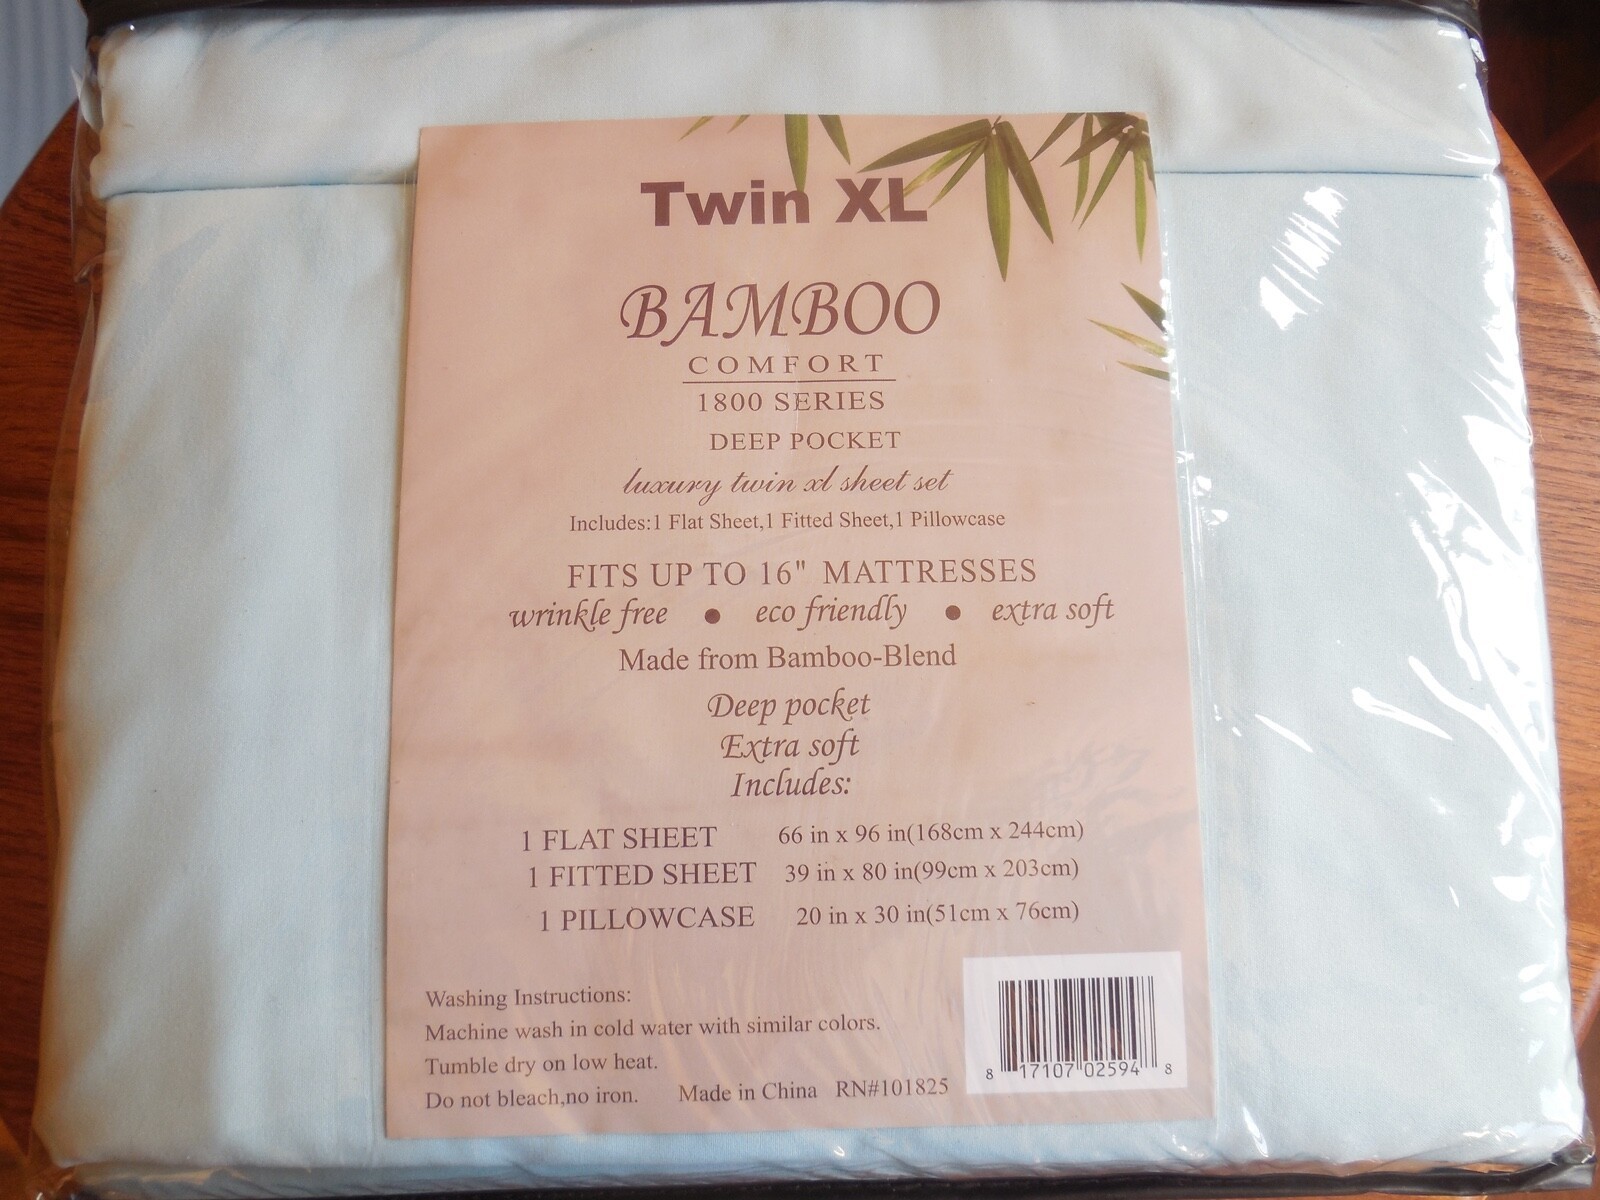 Twin XL
BAMBOO
COMFORT
1800 SERIES
DEEP POCKET
luxury twin xl sheet set
Includes:1 Flat Sheet,1 Fitted Sheet,1 Pillowcase
FITS UP TO 16" MATTRESSES
wrinkle free ● eco friendly ● extra soft
Made from Bamboo-Blend
Deep pocket
Extra soft
Includes:
1 FLAT SHEET 66 in x 96 in(168cm x 244cm)
1 FITTED SHEET 39 in x 80 in(99cm x 203cm)
1 PILLOWCASE 20 in x 30 in(51cm x 76cm)
Washing Instructions:
Machine wash in cold water with similar colors.
Tumble dry on low heat.
Do not bleach,no iron. Made in China RN#101825
8 17107 02594 8